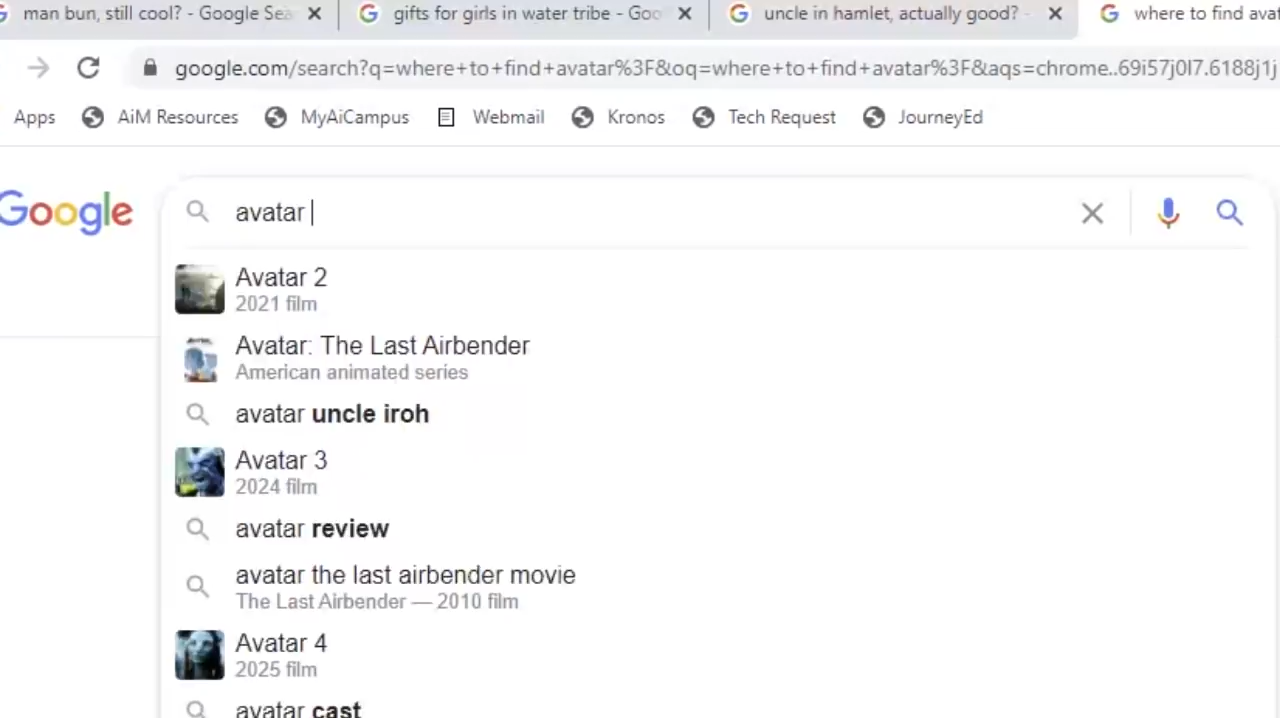 man bun, still cool? - Google Sea
gifts for girls in water tribe - Goo
uncle in hamlet, actually good? -
where to find avat
google.com/search?q=where+to+find+avatar%3F&oq=where+to+find+avatar%3F&aqs=chrome..69i57j0l7.6188j1j
Apps AiM Resources MyAiCampus Webmail Kronos Tech Request JourneyEd
Google
avatar
Avatar 2
2021 film
Avatar: The Last Airbender
American animated series
avatar uncle iroh
Avatar 3
2024 film
avatar review
avatar the last airbender movie
The Last Airbender — 2010 film
Avatar 4
2025 film
avatar cast